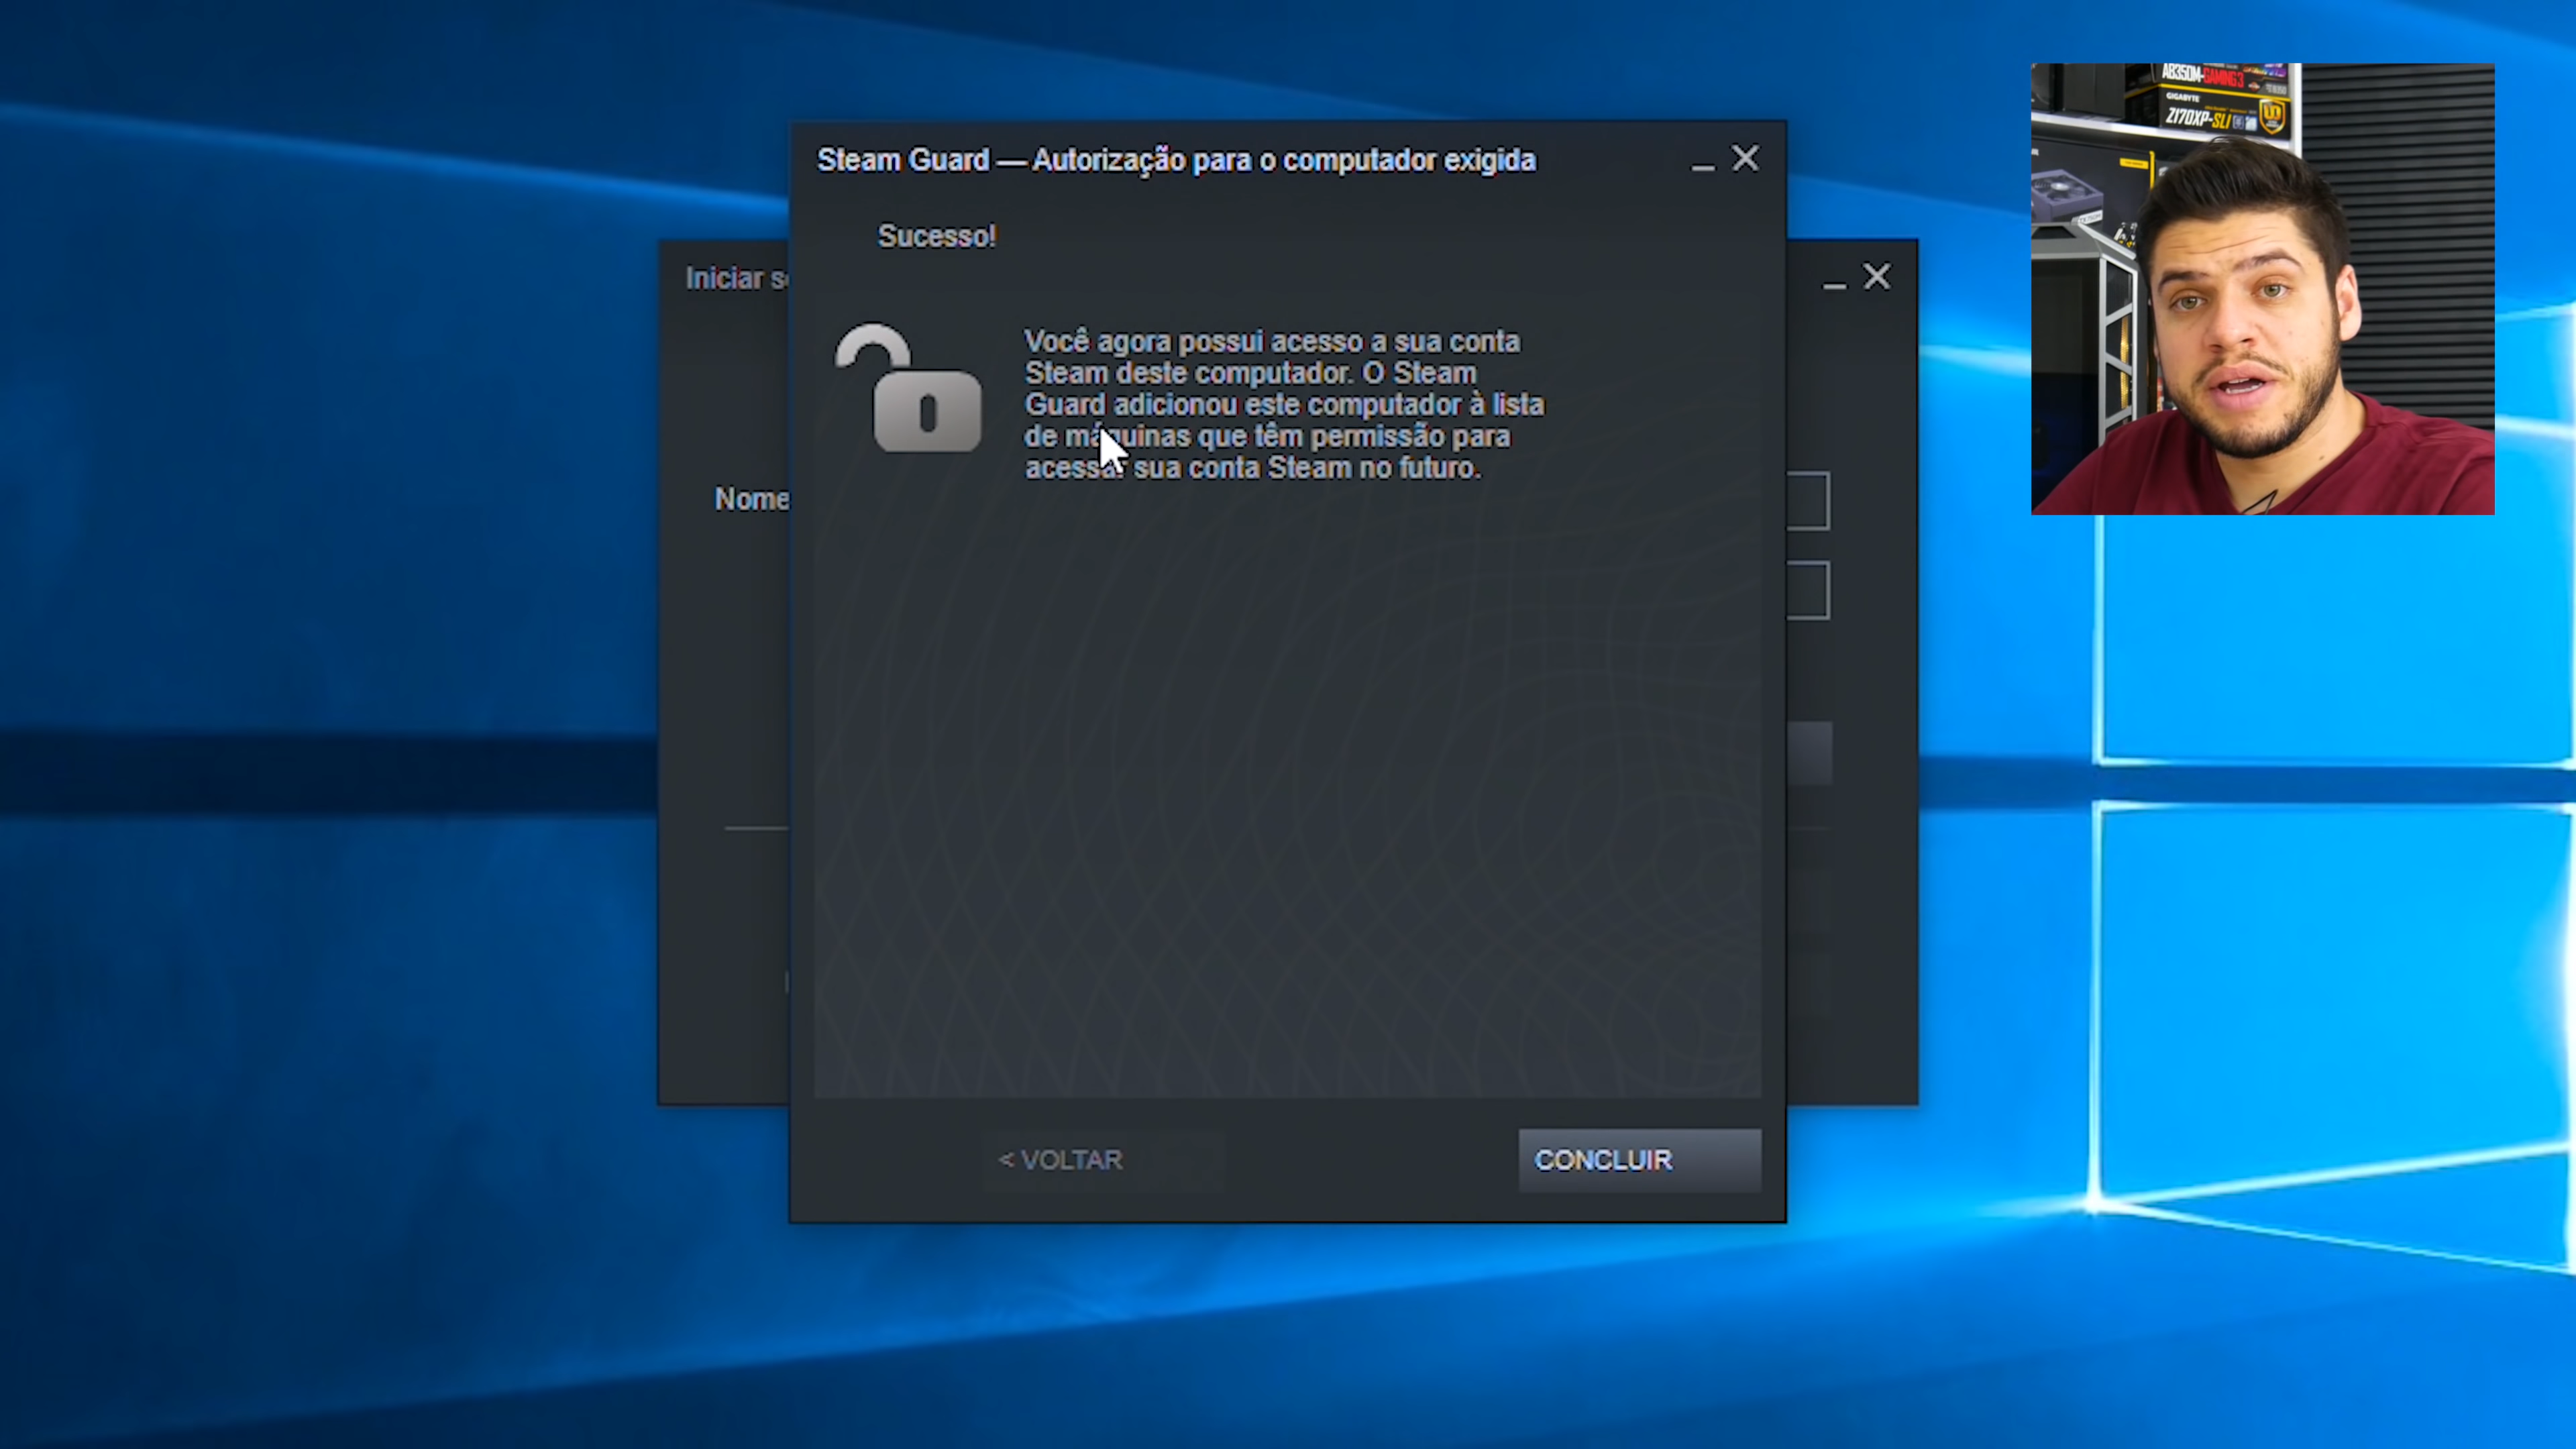 Steam Guard — Autorização para o computador exigida
Sucesso!
Iniciar s
Você agora possui acesso a sua conta
Steam deste computador. O Steam
Guard adicionou este computador à lista
de máquinas que têm permissão para
acessar sua conta Steam no futuro.
Nome
< VOLTAR
CONCLUIR
AB350M-GAMING 3
GIGABYTE
Z170XP-SLI